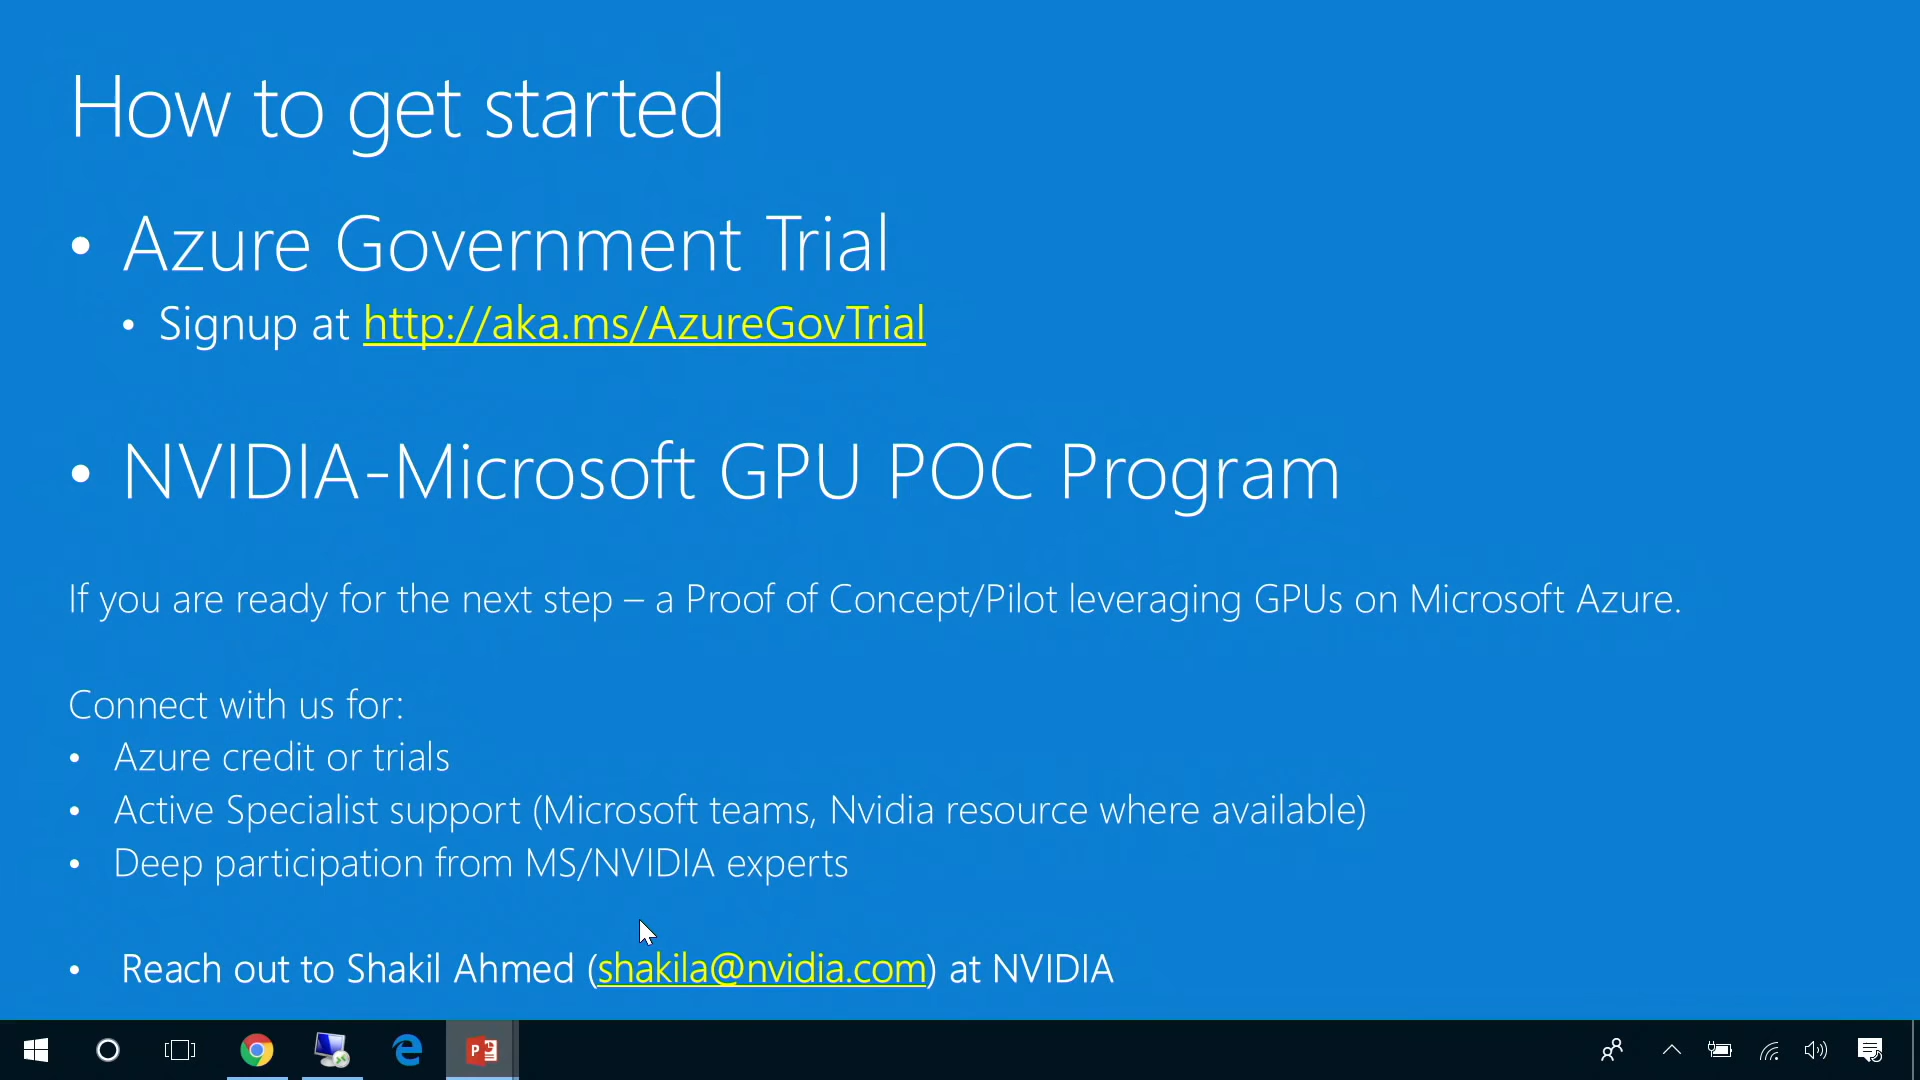 How to get started
• Azure Government Trial
• Signup at http://aka.ms/AzureGovTrial
• NVIDIA-Microsoft GPU POC Program
If you are ready for the next step – a Proof of Concept/Pilot leveraging GPUs on Microsoft Azure.
Connect with us for:
• Azure credit or trials
• Active Specialist support (Microsoft teams, Nvidia resource where available)
• Deep participation from MS/NVIDIA experts
• Reach out to Shakil Ahmed (shakila@nvidia.com) at NVIDIA